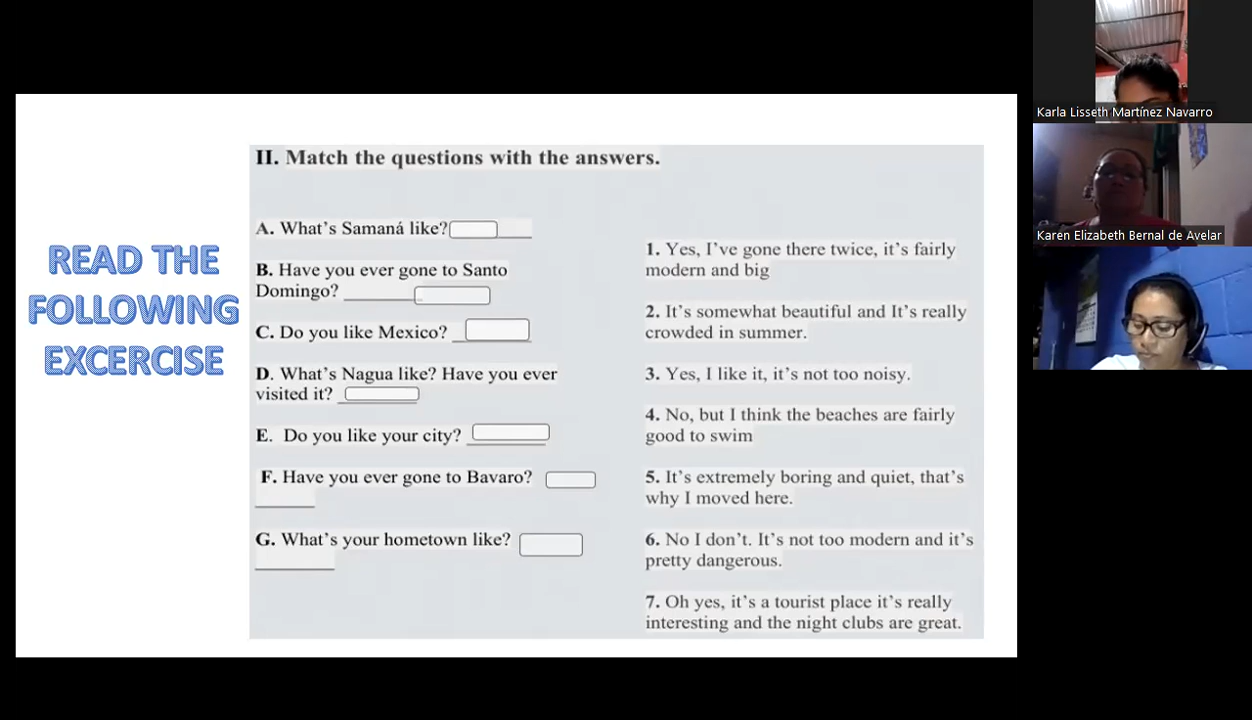 READ THE
FOLLOWING
EXCERCISE
II. Match the questions with the answers.
A. What's Samaná like?
B. Have you ever gone to Santo
Domingo?
C. Do you like Mexico?
D. What's Nagua like? Have you ever
visited it?
E. Do you like your city?
F. Have you ever gone to Bavaro?
G. What's your hometown like?
1. Yes, I've gone there twice, it's fairly
modern and big
2. It's somewhat beautiful and It's really
crowded in summer.
3. Yes, I like it, it's not too noisy.
4. No, but I think the beaches are fairly
good to swim
5. It's extremely boring and quiet, that's
why I moved here.
6. No I don't. It's not too modern and it's
pretty dangerous.
7. Oh yes, it's a tourist place it's really
interesting and the night clubs are great.
Karla Lisseth Martínez Navarro
Karen Elizabeth Bernal de Avelar